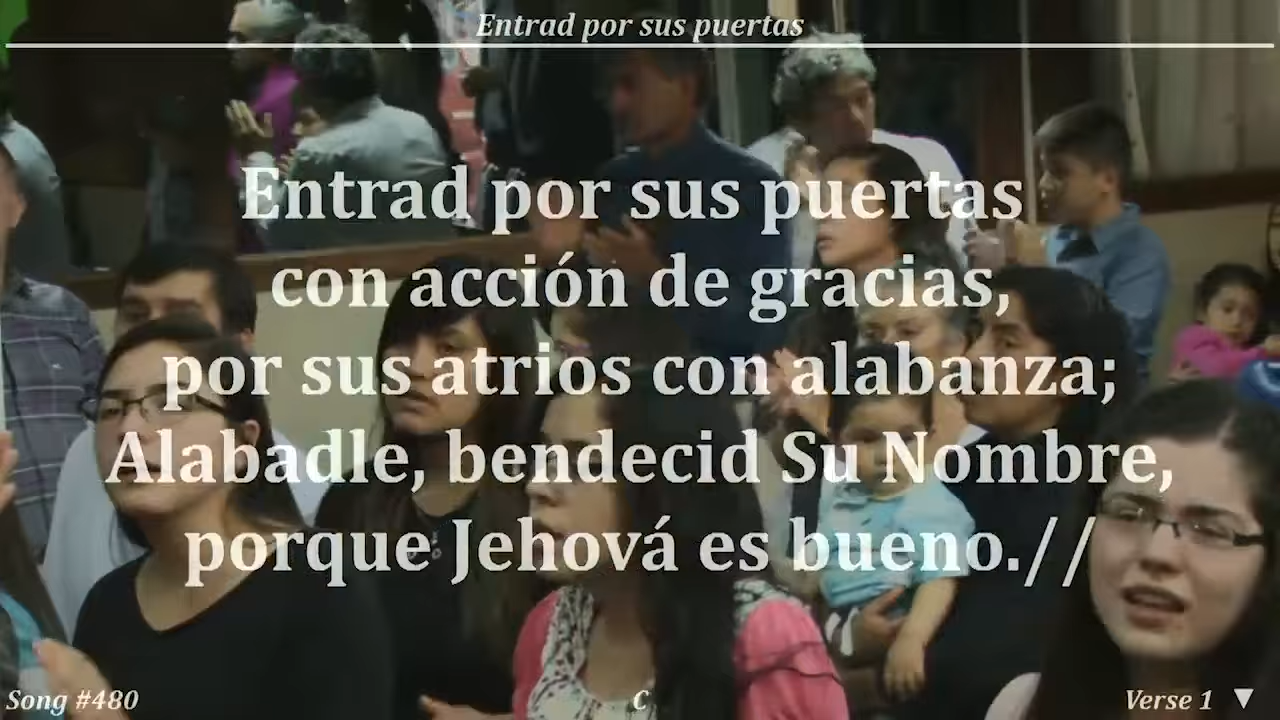 Entrad por sus puertas
Entrad por sus puertas
con acción de gracias,
por sus atrios con alabanza;
Alabadle, bendecid Su Nombre,
porque Jehová es bueno.//
Song #480
C
Verse 1 ▼